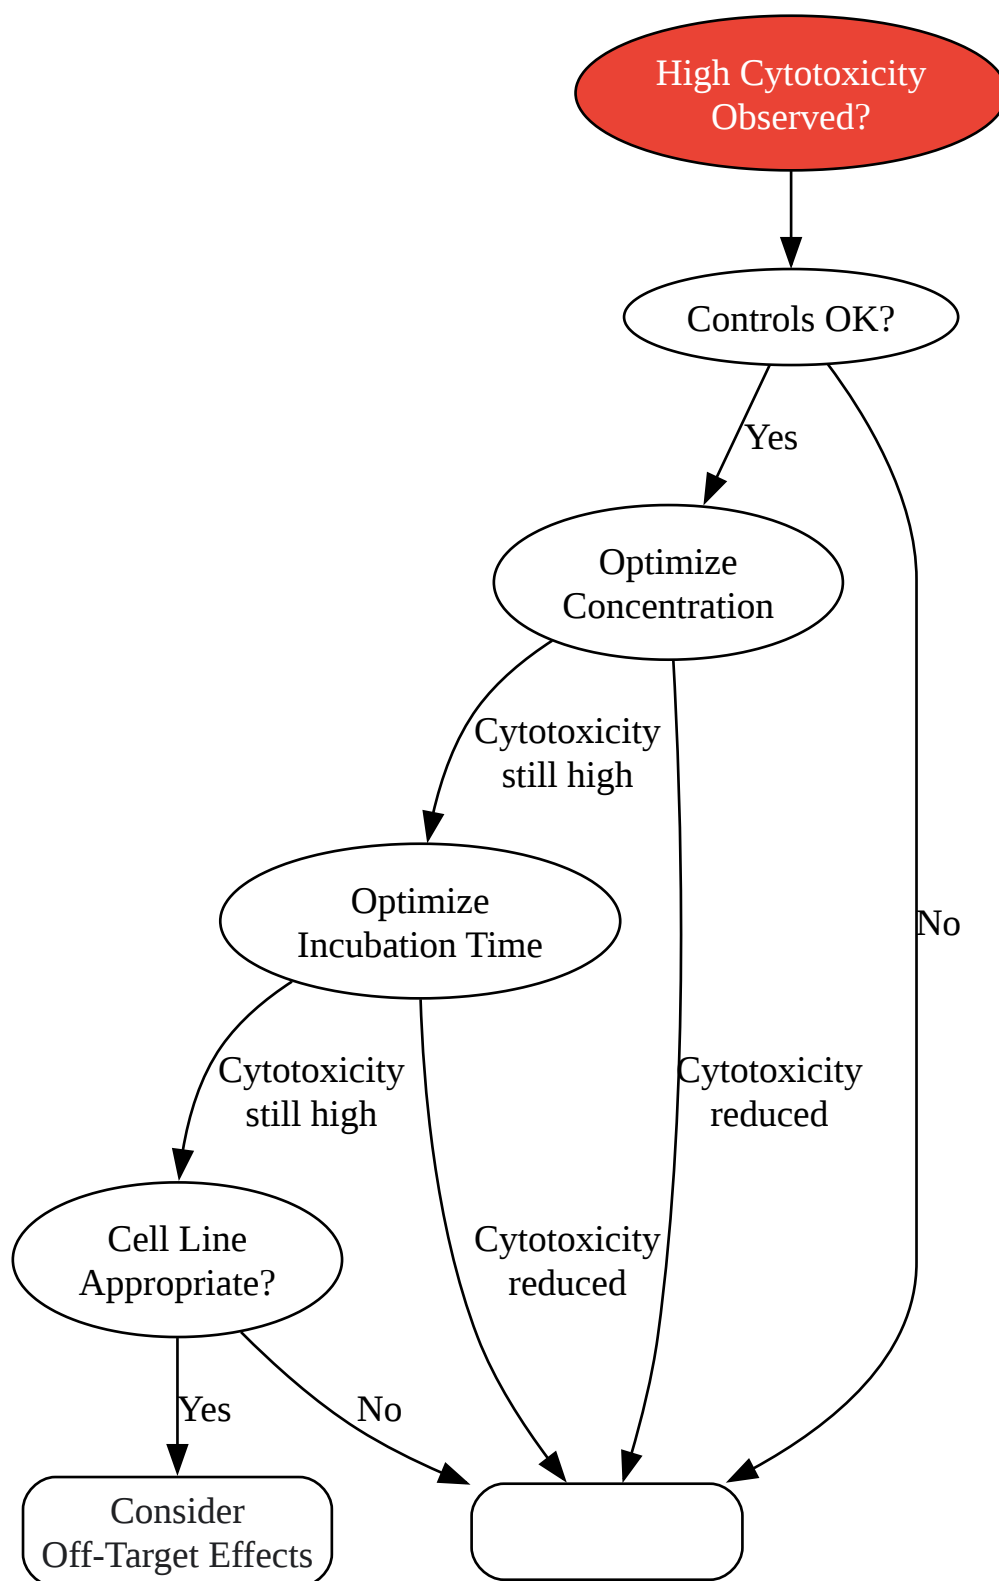 High Cytotoxicity
Observed?
Controls OK?
Yes
Optimize
Concentration
Cytotoxicity
still high
Optimize
Incubation Time
No
Cytotoxicity
still high
Cytotoxicity
reduced
Cytotoxicity
reduced
Cell Line
Appropriate?
Yes
No
Consider
Off-Target Effects